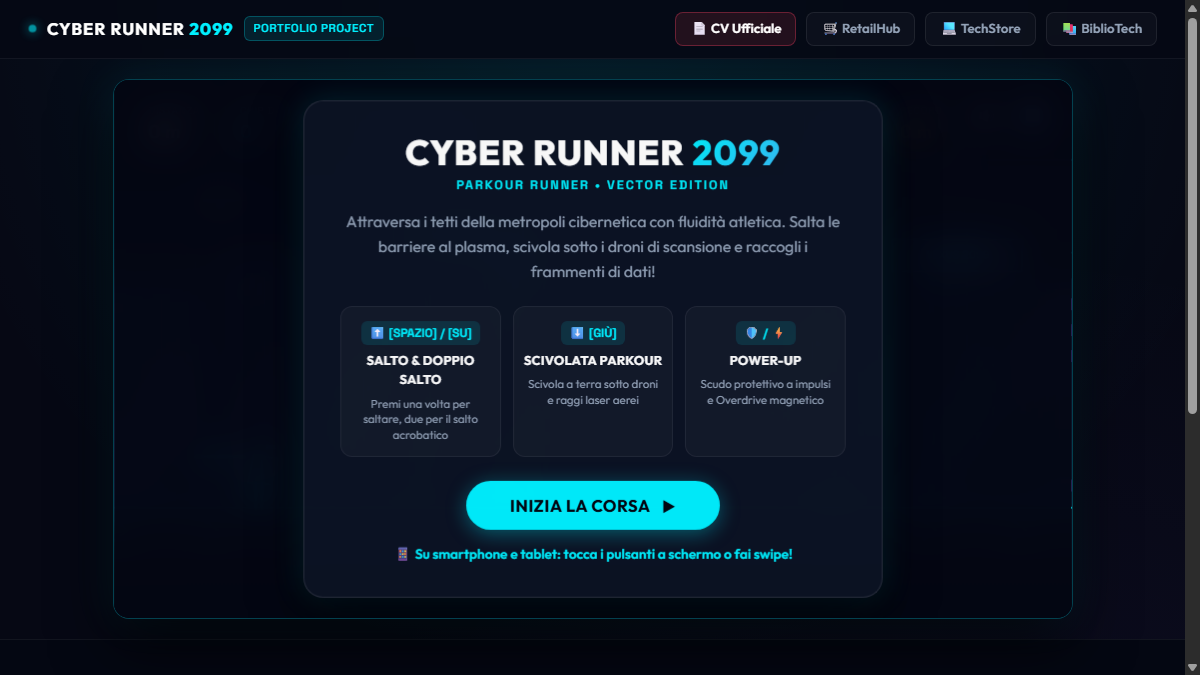 CYBER RUNNER 2099
PORTFOLIO PROJECT
CV Ufficiale
RetailHub
TechStore
BiblioTech
CYBER RUNNER 2099
PARKOUR RUNNER • VECTOR EDITION
Attraversa i tetti della metropoli cibernetica con fluidità atletica. Salta le
barriere al plasma, scivola sotto i droni di scansione e raccogli i
frammenti di dati!
⬆️ [SPAZIO] / [SU]
SALTO & DOPPIO
SALTO
Premi una volta per
saltare, due per il salto
acrobatico
⬇️ [GIÙ]
SCIVOLATA PARKOUR
Scivola a terra sotto droni
e raggi laser aerei
🛡️ / ⚡
POWER-UP
Scudo protettivo a impulsi
e Overdrive magnetico
INIZIA LA CORSA ▶
📱 Su smartphone e tablet: tocca i pulsanti a schermo o fai swipe!